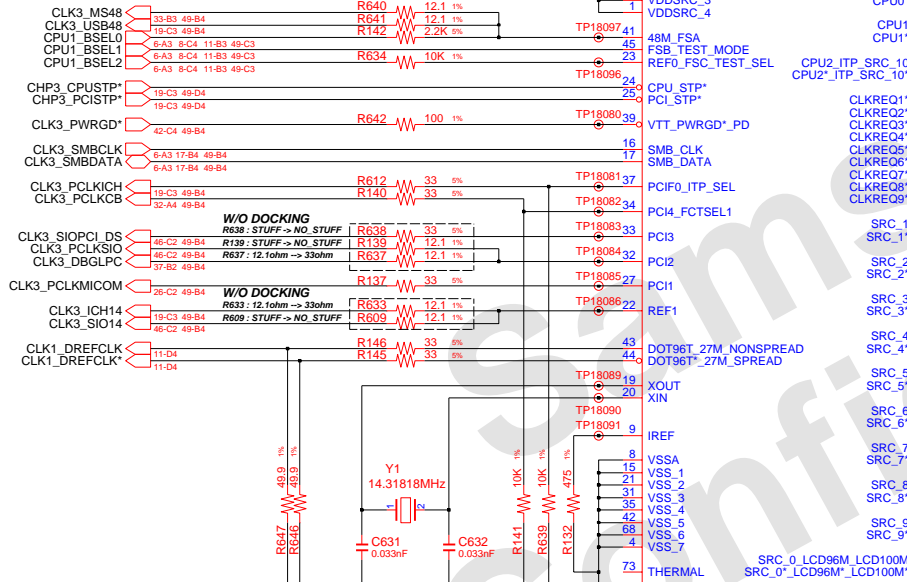 VDDSRC_3
CPU0*
CLK3_MS48 33-B3 49-B4 R640 12.1 1% 1 VDDSRC_4
CLK3_USB48 19-C3 49-B4 R641 12.1 1% CPU1
CPU1_BSEL0 6-A3 8-C4 11-B3 49-C3 R142 2.2K 5% TP18097 41 48M_FSA CPU1*
CPU1_BSEL1 6-A3 8-C4 11-B3 49-C3 45 FSB_TEST_MODE
CPU1_BSEL2 6-A3 8-C4 11-B3 49-C3 R634 10K 1% 23 REF0_FSC_TEST_SEL CPU2_ITP_SRC_10
TP18096 CPU2*_ITP_SRC_10*
CHP3_CPUSTP* 19-C3 49-D4 24 CPU_STP*
CHP3_PCISTP* 19-C3 49-D4 25 PCI_STP* CLKREQ1*
CLKREQ2*
CLK3_PWRGD* 42-C4 49-B4 R642 100 1% TP18080 39 VTT_PWRGD*_PD CLKREQ3*
CLKREQ4*
CLK3_SMBCLK 6-A3 17-B4 49-B4 16 SMB_CLK CLKREQ5*
CLK3_SMBDATA 6-A3 17-B4 49-B4 17 SMB_DATA CLKREQ6*
CLKREQ7*
CLK3_PCLKICH 19-C3 49-B4 R612 33 5% TP18081 37 PCIF0_ITP_SEL CLKREQ8*
CLK3_PCLKCB 32-A4 49-B4 R140 33 5% CLKREQ9*
TP18082 34 PCI4_FCTSEL1
W/O DOCKING
R638 : STUFF -> NO_STUFF
SRC_1
CLK3_SIOPCI_DS 46-C2 49-B4 R638 33 5% TP18083 33 PCI3 SRC_1*
R139 : STUFF -> NO_STUFF
CLK3_PCLKSIO 46-C2 49-B4 R139 12.1 1%
R637 : 12.1ohm --> 33ohm
CLK3_DBGLPC 37-B2 49-B4 R637 12.1 1% TP18084 32 PCI2 SRC_2
SRC_2*
CLK3_PCLKMICOM 26-C2 49-B4 R137 33 5% TP18085 27 PCI1
W/O DOCKING
R633 : 12.1ohm --> 33ohm
SRC_3
CLK3_ICH14 19-C3 49-B4 R633 12.1 1% TP18086 22 REF1 SRC_3*
R609 : STUFF -> NO_STUFF
CLK3_SIO14 46-C2 49-B4 R609 12.1 1%
SRC_4
CLK1_DREFCLK 11-D4 R146 33 5% 43 DOT96T_27M_NONSPREAD SRC_4*
CLK1_DREFCLK* 11-D4 R145 33 5% 44 DOT96T*_27M_SPREAD
TP18089 SRC_5
19 XOUT SRC_5*
20 XIN
TP18090 SRC_6
TP18091 SRC_6*
9 IREF
SRC_7
8 VSSA SRC_7*
15 VSS_1
21 VSS_2 SRC_8
31 VSS_3 SRC_8*
35 VSS_4
42 VSS_5 SRC_9
68 VSS_6 SRC_9*
4 VSS_7
SRC_0_LCD96M_LCD100M
73 THERMAL SRC_0*_LCD96M*_LCD100M*
R647 49.9 1%
R646 49.9 1%
Y1
14.31818MHz
1 2
C631
0.033nF
C632
0.033nF
R141 10K 1%
R639 10K 1%
R132 475 1%
Sams
Confi